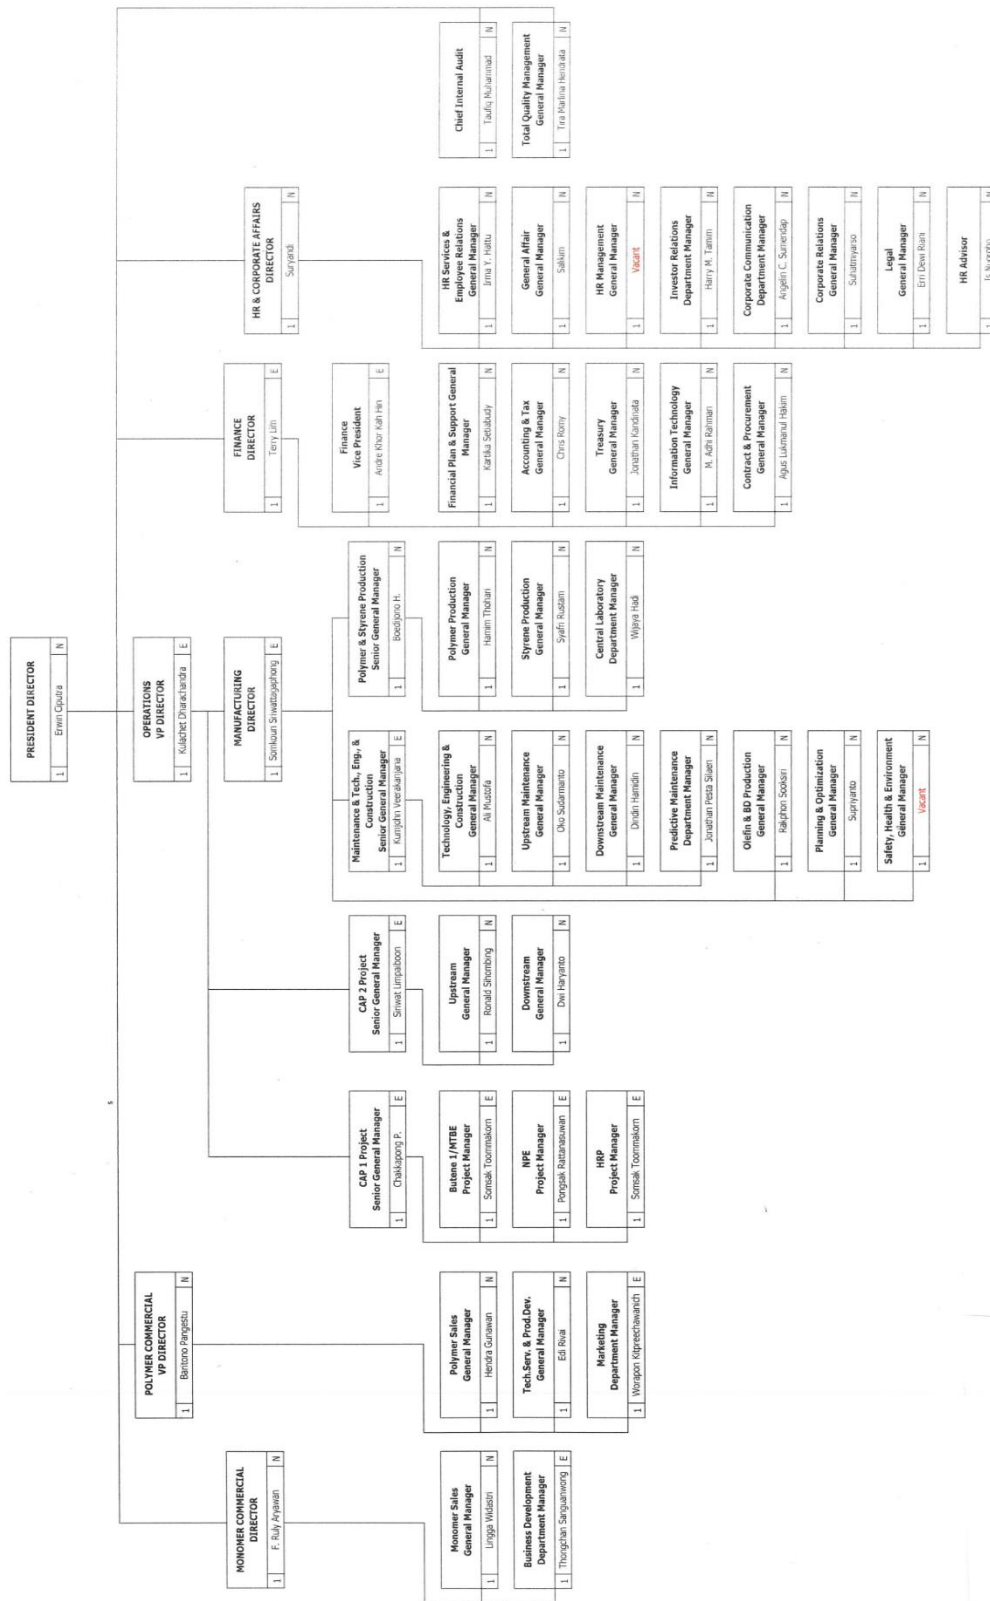 PRESIDENT DIRECTOR
1 Erwin Ciputra N
OPERATIONS
VP DIRECTOR
1 Kulachet Dharachandra E
MANUFACTURING
DIRECTOR
1 Somkoun Sriwattagaphong E
MONOMER COMMERCIAL
DIRECTOR
1 F. Ruly Aryawan N
Monomer Sales
General Manager
1 Lingga Widastri N
Business Development
Department Manager
1 Thongchan Sanguanwong E
POLYMER COMMERCIAL
VP DIRECTOR
1 Baritono Pangestu N
Polymer Sales
General Manager
1 Hendra Gunawan N
Tech.Serv. & Prod.Dev.
General Manager
1 Edi Rivai N
Marketing
Department Manager
1 Worapon Kitpreechawanich E
s
CAP 1 Project
Senior General Manager
1 Chakkapong P. E
Butene 1/MTBE
Project Manager
1 Somsak Toommakorn E
NPE
Project Manager
1 Pongsak Rattanasuwan E
HRP
Project Manager
1 Somsak Toommakorn E
CAP 2 Project
Senior General Manager
1 Siriwat Limpaiboon E
Upstream
General Manager
1 Ronald Sihombing N
Downstream
General Manager
1 Dwi Haryanto N
Maintenance & Tech., Eng., &
Construction
Senior General Manager
1 Kumjohn Veerakanjana E
Technology, Engineering &
Construction
General Manager
1 Ali Mustofa N
Upstream Maintenance
General Manager
1 Oko Sudarmanto N
Downstream Maintenance
General Manager
1 Dindin Hamidin N
Predictive Maintenance
Department Manager
1 Jonathan Pesta Silaen N
Olefin & BD Production
General Manager
1 Rakphon Sooksiri N
Planning & Optimization
General Manager
1 Supriyanto N
Safety, Health & Environment
General Manager
1 Vacant N
Polymer & Styrene Production
Senior General Manager
1 Boedijono H. N
Polymer Production
General Manager
1 Hamim Thohari N
Styrene Production
General Manager
1 Syafri Rustam N
Central Laboratory
Department Manager
1 Wijaya Hadi N
FINANCE
DIRECTOR
1 Terry Lim E
Finance
Vice President
1 Andre Khor Kah Hin E
Financial Plan & Support General
Manager
1 Kartika Setiabudy N
Accounting & Tax
General Manager
1 Chris Romy N
Treasury
General Manager
1 Jonathan Kandinata N
Information Technology
General Manager
1 M. Adhi Rahman N
Contract & Procurement
General Manager
1 Agus Lukmanul Hakim N
HR & CORPORATE AFFAIRS
DIRECTOR
1 Suryandi N
HR Services &
Employee Relations
General Manager
1 Irma Y. Hattu N
General Affair
General Manager
1 Salikim N
HR Management
General Manager
1 Vacant N
Investor Relations
Department Manager
1 Harry M. Tamim N
Corporate Communication
Department Manager
1 Angelin C. Sumendap N
Corporate Relations
General Manager
1 Suhatmiyarso N
Legal
General Manager
1 Erri Dewi Riani N
HR Advisor
1 N
Chief Internal Audit
1 Taufiq Muhammad N
Total Quality Management
General Manager
1 Tira Marlina Hendrata N